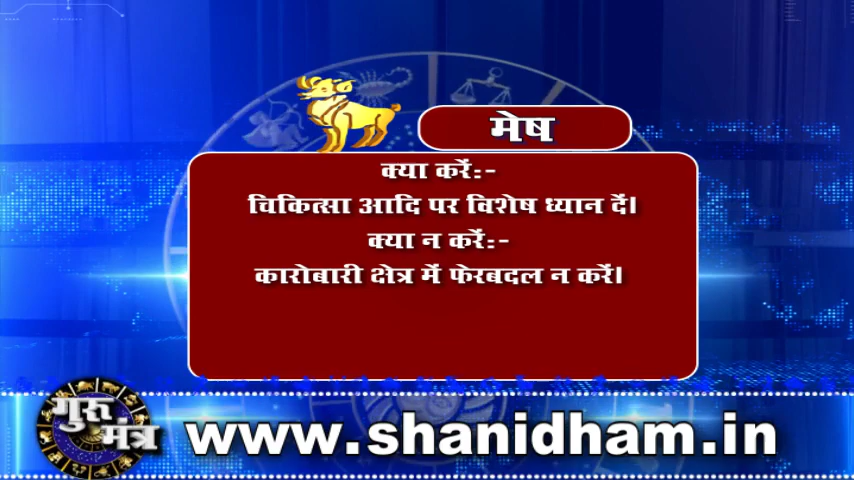 मेष
क्या करें:-
चिकित्सा आदि पर विशेष ध्यान दें।
क्या न करें:-
कारोबारी क्षेत्र में फेरबदल न करें।
गुरु
मंत्र
www.shanidham.in